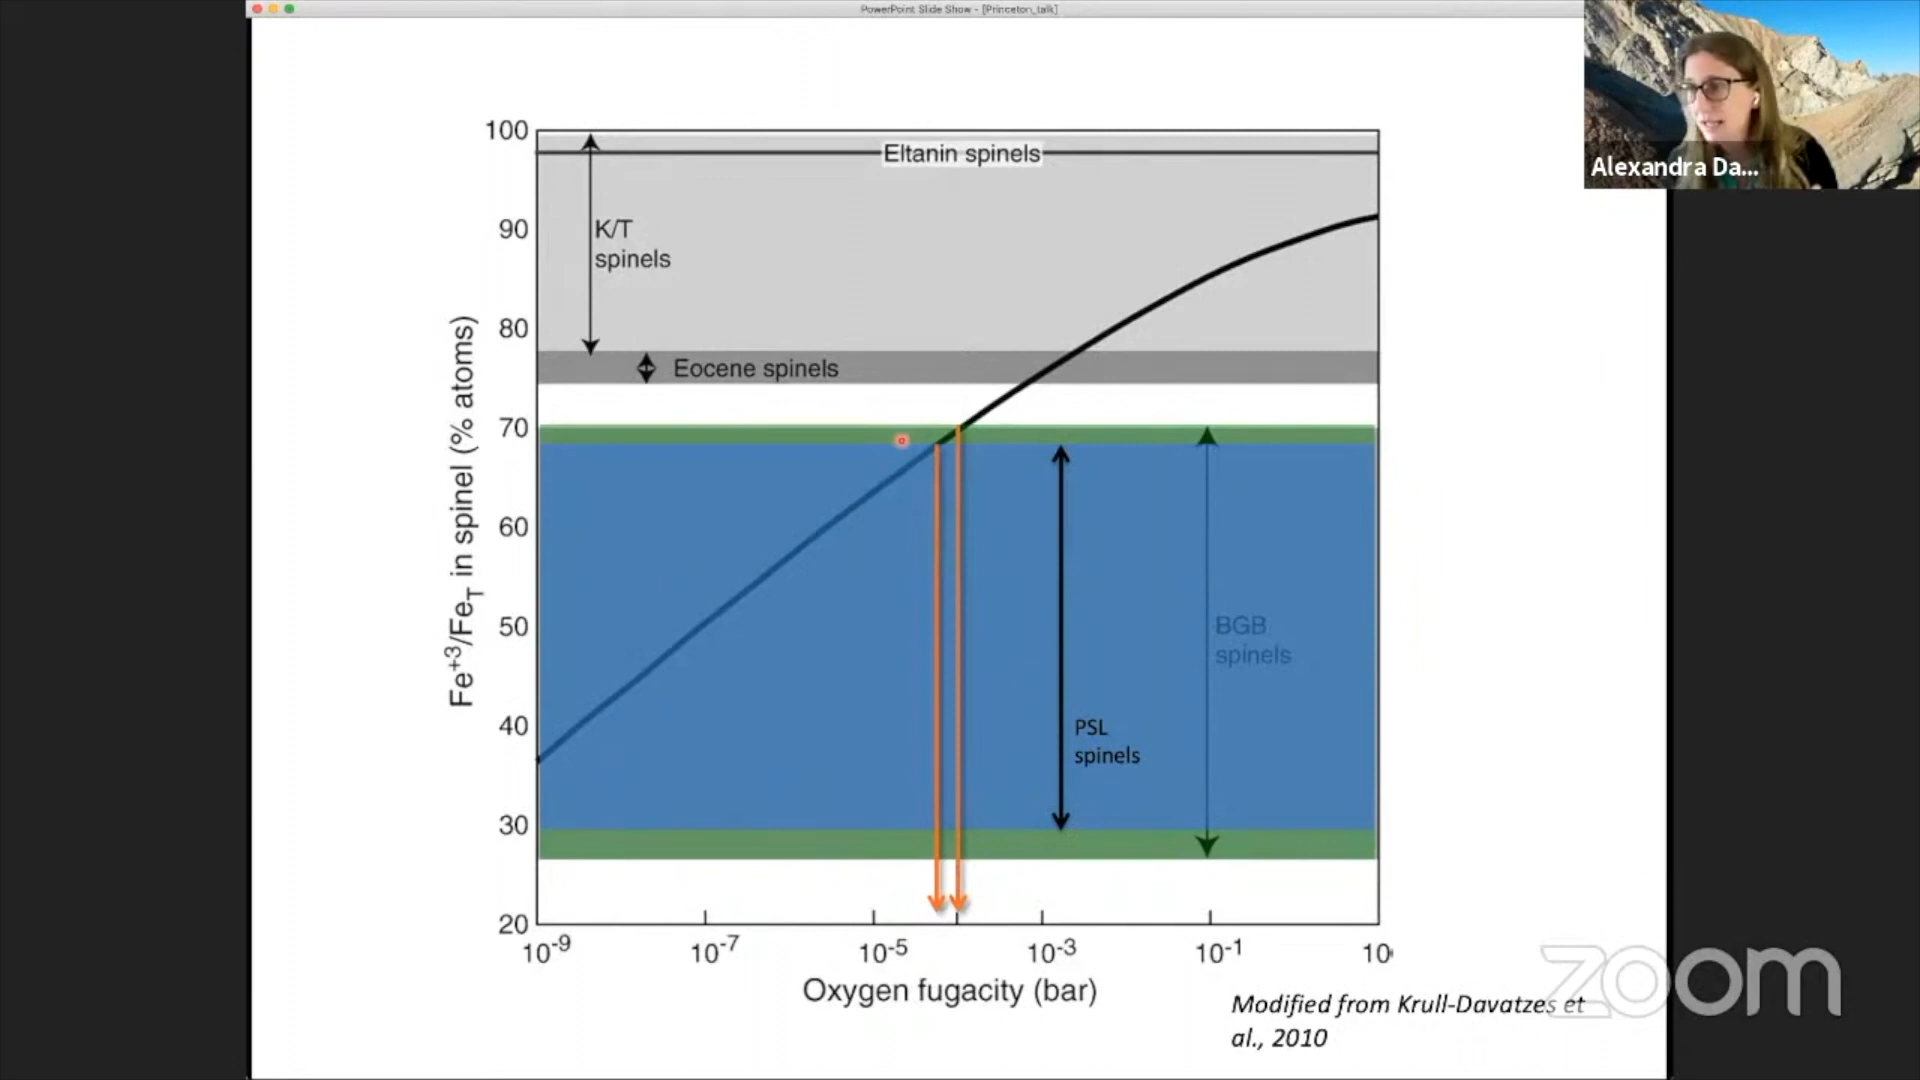 PowerPoint Slide Show - [Princeton_talk]
Alexandra Da...
100
90
80
70
60
50
40
30
20
Fe+3/FeT in spinel (% atoms)
Eltanin spinels
K/T
spinels
Eocene spinels
BGB
spinels
PSL
spinels
10-9
10-7
10-5
10-3
10-1
10
Oxygen fugacity (bar)
Modified from Krull-Davatzes et
al., 2010
zoom